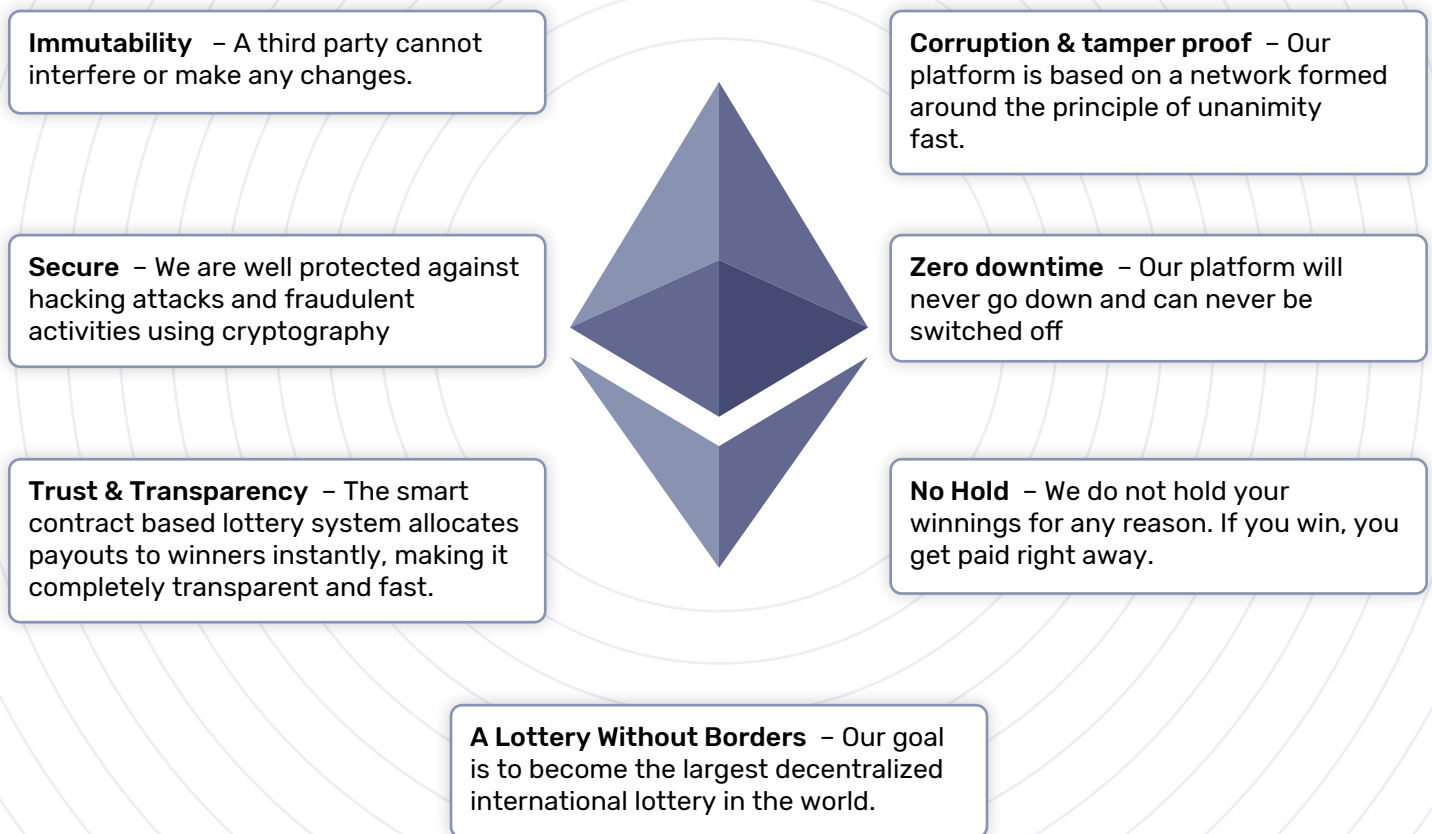 Immutability – A third party cannot
interfere or make any changes.
Corruption & tamper proof – Our
platform is based on a network formed
around the principle of unanimity
fast.
Secure – We are well protected against
hacking attacks and fraudulent
activities using cryptography
Zero downtime – Our platform will
never go down and can never be
switched off
Trust & Transparency – The smart
contract based lottery system allocates
payouts to winners instantly, making it
completely transparent and fast.
No Hold – We do not hold your
winnings for any reason. If you win, you
get paid right away.
A Lottery Without Borders – Our goal
is to become the largest decentralized
international lottery in the world.